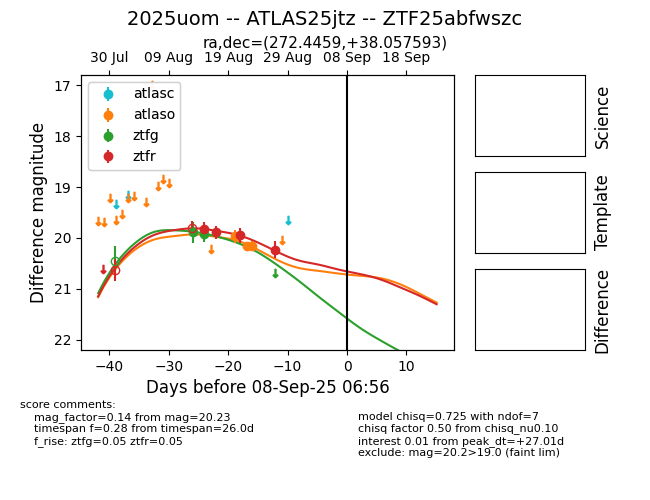 2025uom -- ATLAS25jtz -- ZTF25abfwszc
ra,dec=(272.4459,+38.057593)
30 Jul 09 Aug 19 Aug 29 Aug 08 Sep 18 Sep
17
18
19
20
21
22
Difference magnitude
atlasc
atlaso
ztfg
ztfr
−40 −30 −20 −10 0 10
Days before 08-Sep-25 06:56
Science
Template
Difference
score comments:
mag_factor=0.14 from mag=20.23
timespan f=0.28 from timespan=26.0d
f_rise: ztfg=0.05 ztfr=0.05
model chisq=0.725 with ndof=7
chisq factor 0.50 from chisq_nu0.10
interest 0.01 from peak_dt=+27.01d
exclude: mag=20.2>19.0 (faint lim)